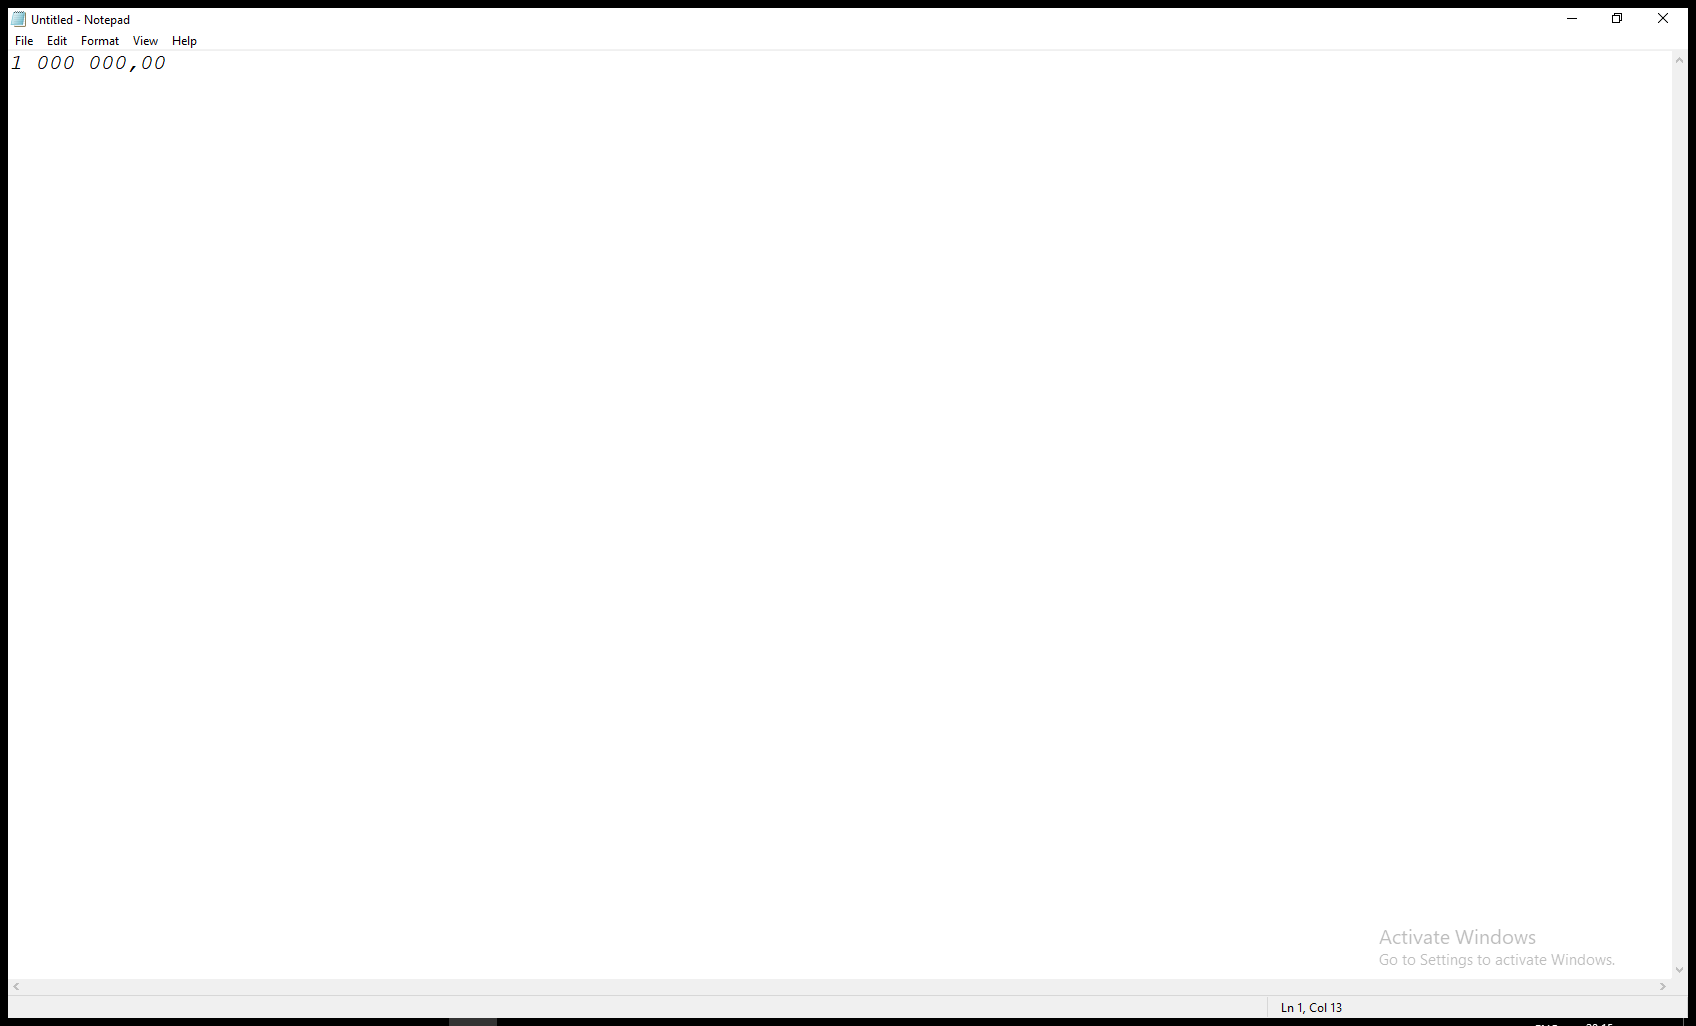 Untitled - Notepad
File Edit Format View Help
1 000 000,00
Activate Windows
Go to Settings to activate Windows.
Ln 1, Col 13